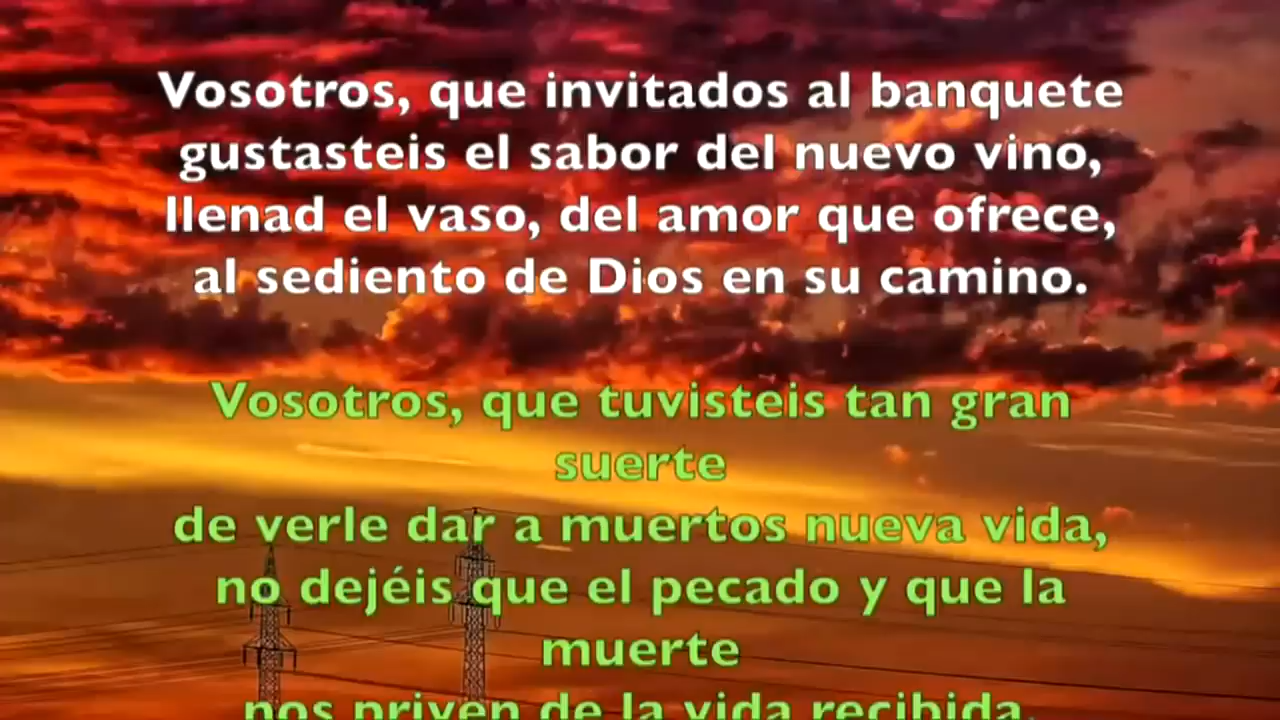 Vosotros, que invitados al banquete
gustasteis el sabor del nuevo vino,
llenad el vaso, del amor que ofrece,
al sediento de Dios en su camino.
Vosotros, que tuvisteis tan gran
suerte
de verle dar a muertos nueva vida,
no dejéis que el pecado y que la
muerte
nos priven de la vida recibida.